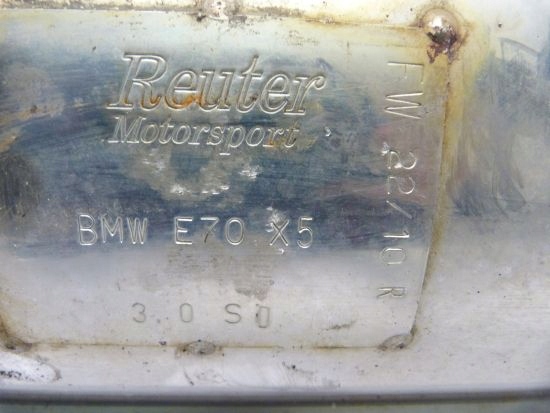 Reuter
Motorsport
BMW E70 X5
3.0 SD
FW 22/10 R